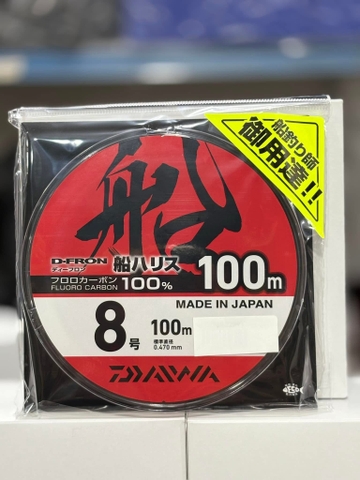 船釣り師
御用達!!
船
D-FRON
ディーフロン
船ハリス
100m
フロロカーボン
FLUORO CARBON
100%
MADE IN JAPAN
8号
100m
標準直径
0.470mm
DAIWA